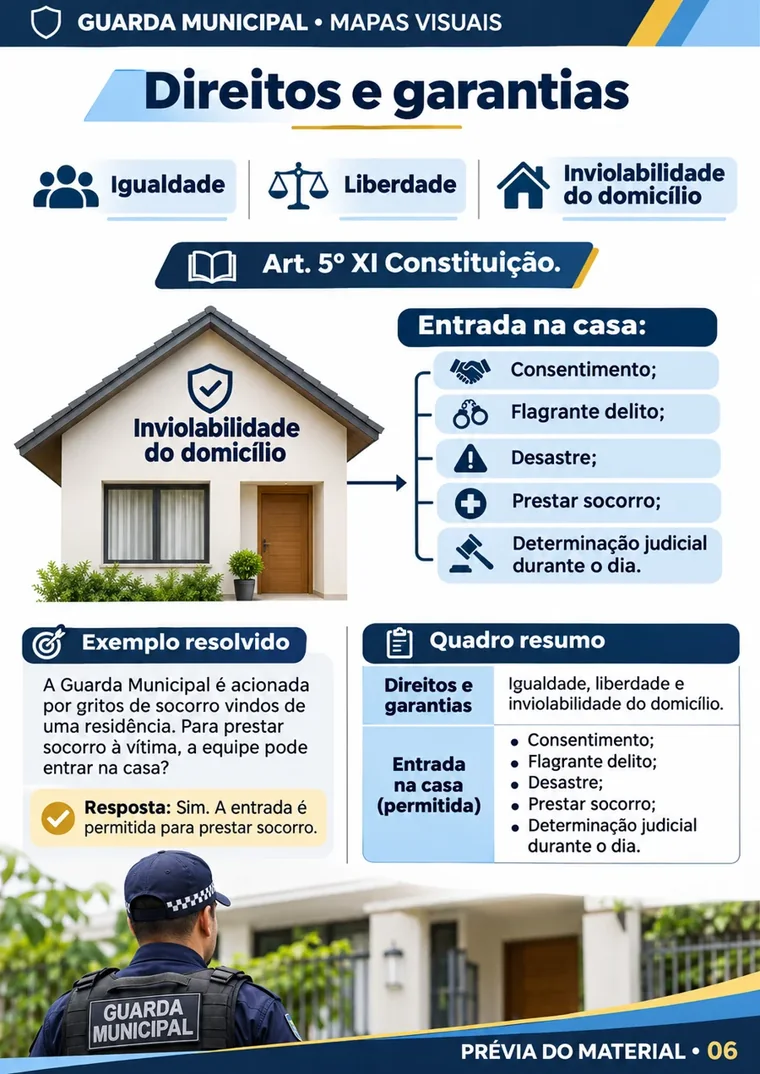 GUARDA MUNICIPAL • MAPAS VISUAIS
Direitos e garantias
Igualdade
Liberdade
Inviolabilidade
do domicílio
Art. 5º XI Constituição.
Inviolabilidade
do domicílio
Entrada na casa:
Consentimento;
Flagrante delito;
Desastre;
Prestar socorro;
Determinação judicial
durante o dia.
Exemplo resolvido
A Guarda Municipal é acionada
por gritos de socorro vindos de
uma residência. Para prestar
socorro à vítima, a equipe pode
entrar na casa?
Resposta: Sim. A entrada é
permitida para prestar socorro.
Quadro resumo
Direitos e
garantias
Igualdade, liberdade e
inviolabilidade do domicílio.
Entrada
na casa
(permitida)
• Consentimento;
• Flagrante delito;
• Desastre;
• Prestar socorro;
• Determinação judicial
durante o dia.
GUARDA
MUNICIPAL
PRÉVIA DO MATERIAL • 06